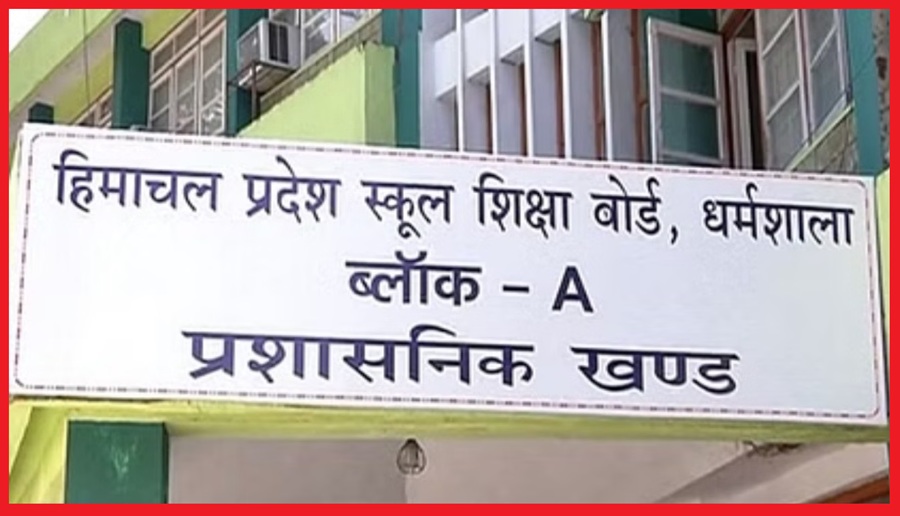 हिमाचल प्रदेश स्कूल शिक्षा बोर्ड, धर्मशाला
ब्लॉक – A
प्रशासनिक खण्ड